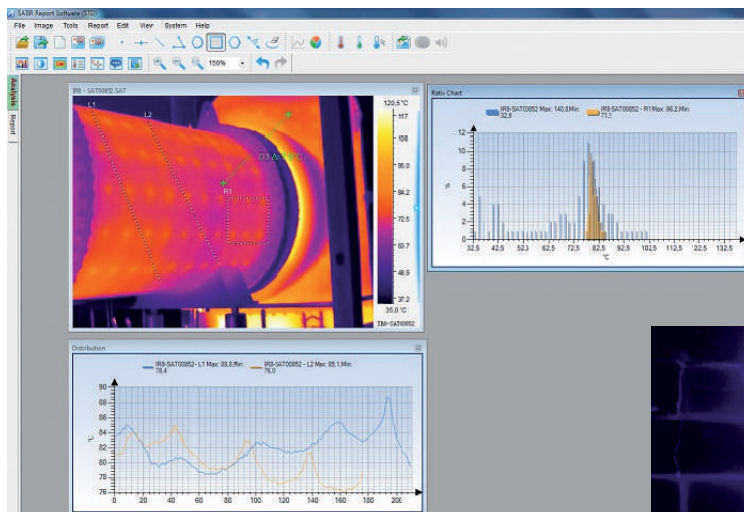 SATIR Report Software (STD)
File Image Tools Report Edit View System Help
150%
Analysis
Report
IR8 - SAT00852.SAT
L1
L2
R1
120,5°C
117
108
96.0
84.2
72.5
60.7
48.9
37.2
35,0 °C
IR8-SAT00852
Ratio Chart
IR8-SAT00852 Max: 140,8,Min: 32,8
IR8-SAT00852 - R1 Max: 86,2,Min: 71,5
%
12
10
8
6
4
2
0
32,5 42,5 52,5 62,5 72,5 82,5 92,5 102,5 112,5 122,5 132,5
°C
Distribution
IR8-SAT00852 - L1 Max: 88,8,Min: 78,4
IR8-SAT00852 - L2 Max: 85,1,Min: 76,0
°C
90
88
86
84
82
80
78
76
0 20 40 60 80 100 120 140 160 180 200